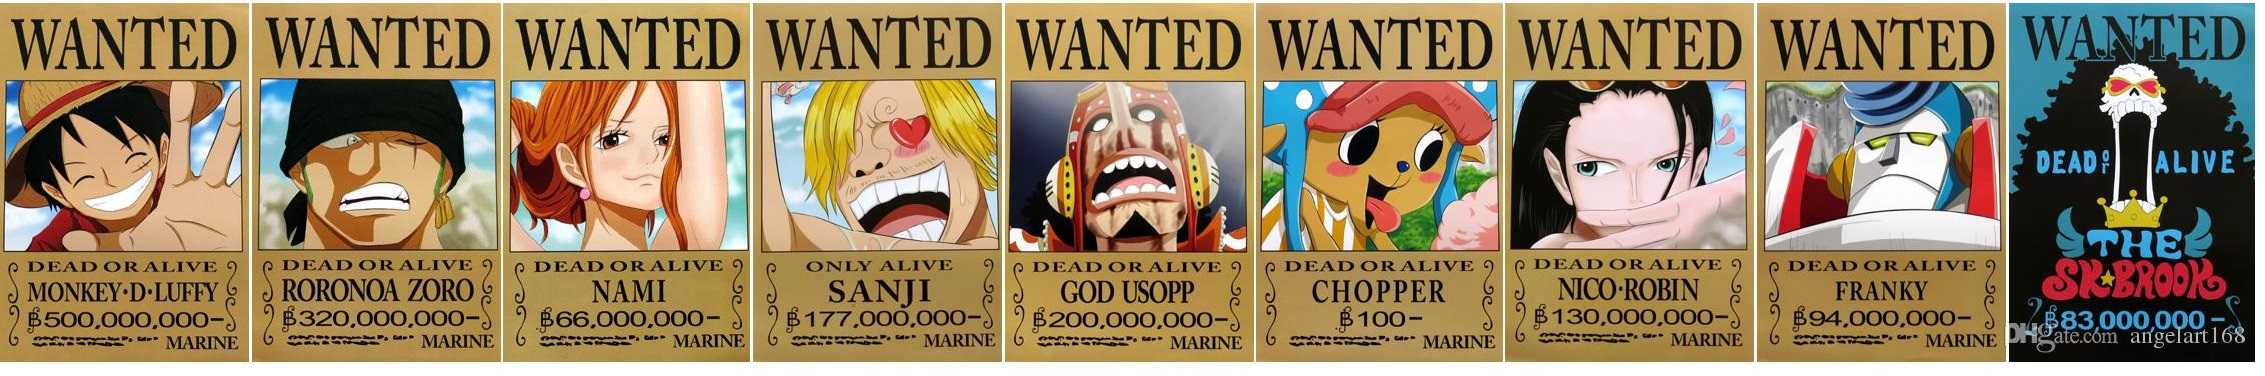 WANTED
DEAD OR ALIVE
MONKEY·D·LUFFY
฿500,000,000-
MARINE
WANTED
DEAD OR ALIVE
RORONOA ZORO
฿320,000,000-
MARINE
WANTED
DEAD OR ALIVE
NAMI
฿66,000,000-
MARINE
WANTED
ONLY ALIVE
SANJI
฿177,000,000-
MARINE
WANTED
DEAD OR ALIVE
GOD USOPP
฿200,000,000-
MARINE
WANTED
DEAD OR ALIVE
CHOPPER
฿100-
MARINE
WANTED
DEAD OR ALIVE
NICO·ROBIN
฿130,000,000-
MARINE
WANTED
DEAD OR ALIVE
FRANKY
฿94,000,000-
MARINE
WANTED
DEAD or ALIVE
THE
SK★BROOK
฿83,000,000-
DHgate.com angelart168